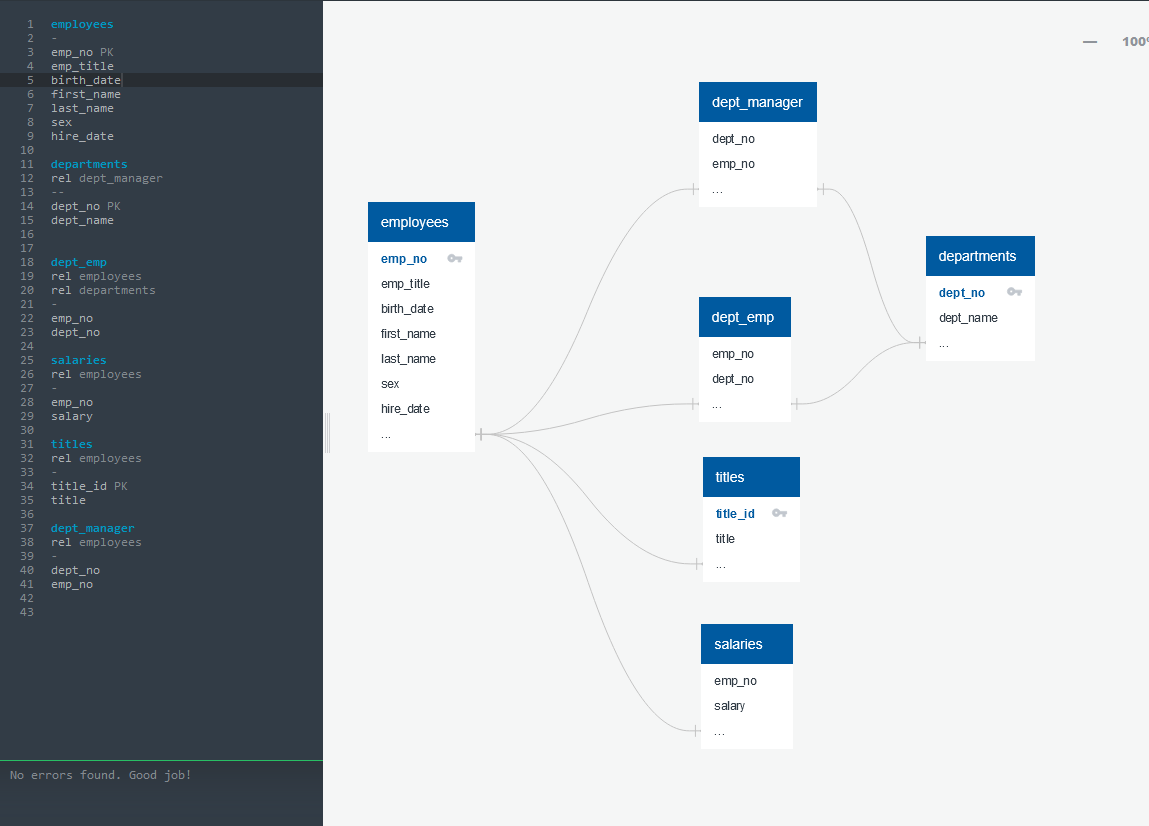 1 employees
2 -
3 emp_no PK
4 emp_title
5 birth_date
6 first_name
7 last_name
8 sex
9 hire_date
10
11 departments
12 rel dept_manager
13 --
14 dept_no PK
15 dept_name
16
17
18 dept_emp
19 rel employees
20 rel departments
21 -
22 emp_no
23 dept_no
24
25 salaries
26 rel employees
27 -
28 emp_no
29 salary
30
31 titles
32 rel employees
33 -
34 title_id PK
35 title
36
37 dept_manager
38 rel employees
39 -
40 dept_no
41 emp_no
42
43
No errors found. Good job!
— 100%
employees
emp_no
emp_title
birth_date
first_name
last_name
sex
hire_date
...
dept_manager
dept_no
emp_no
...
dept_emp
emp_no
dept_no
...
titles
title_id
title
...
salaries
emp_no
salary
...
departments
dept_no
dept_name
...